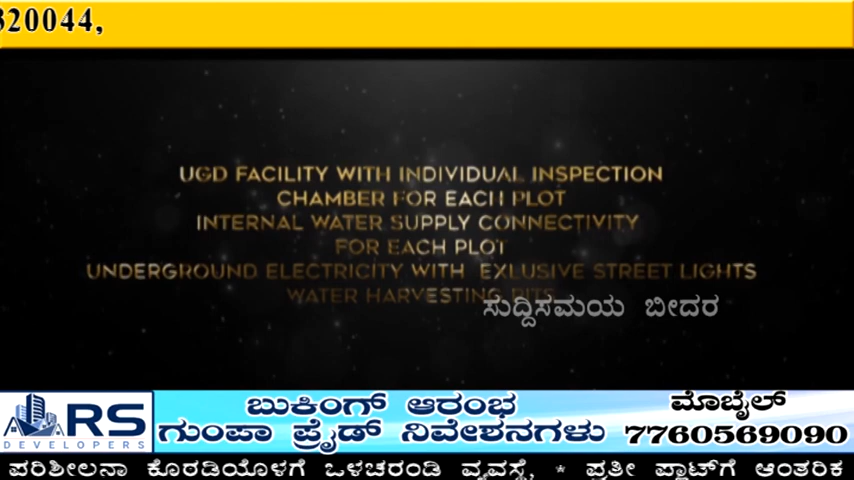 320044,
UGD FACILITY WITH INDIVIDUAL INSPECTION
CHAMBER FOR EACH PLOT
INTERNAL WATER SUPPLY CONNECTIVITY
FOR EACH PLOT
UNDERGROUND ELECTRICITY WITH EXLUSIVE STREET LIGHTS
WATER HARVESTING PITS
ಸುದ್ದಿಸಮಯ ಬೀದರ
RS
DEVELOPERS
ಬುಕಿಂಗ್ ಆರಂಭ
ಗುಂಪಾ ಪ್ರೈಡ್ ನಿವೇಶನಗಳು
ಮೊಬೈಲ್
7760569090
ಪರಿಶೀಲನಾ ಕೊಠಡಿಯೊಳಗೆ ಒಳಚರಂಡಿ ವ್ಯವಸ್ಥೆ, * ಪ್ರತೀ ಪ್ಲಾಟ್‌ಗೆ ಆಂತರಿಕ